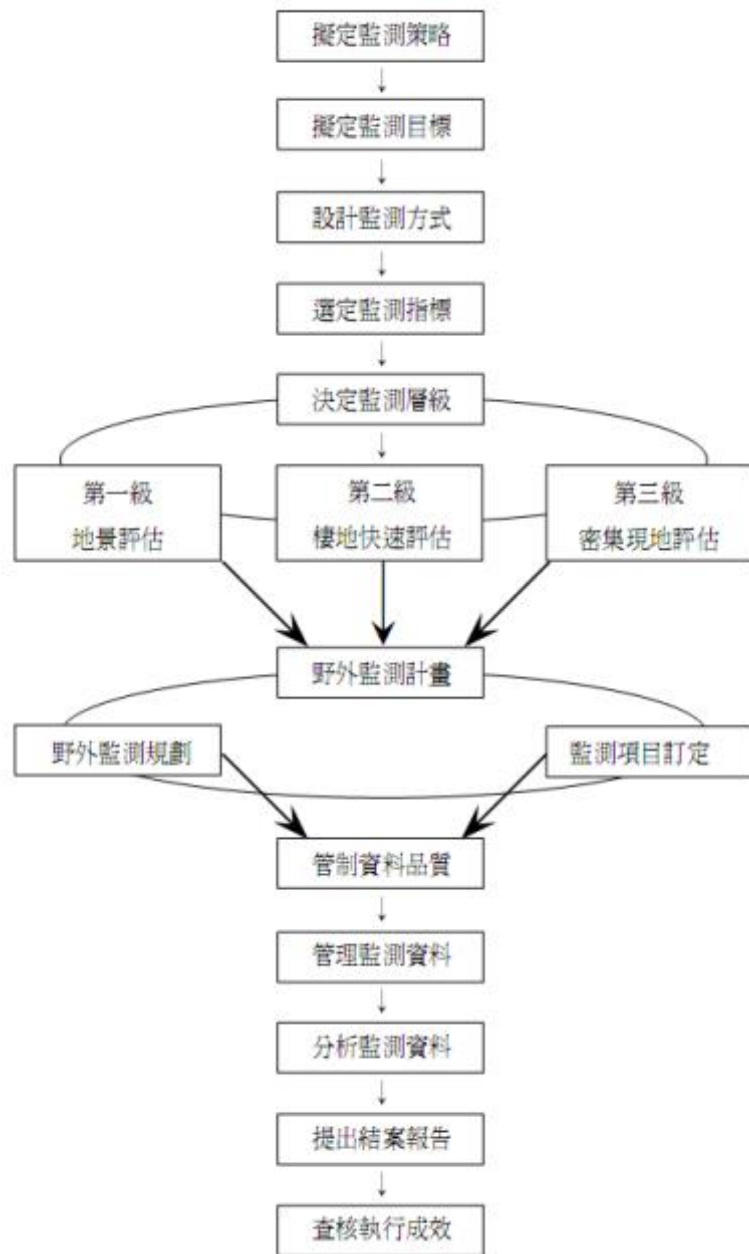 擬定監測策略
擬定監測目標
設計監測方式
選定監測指標
決定監測層級
第一級
地景評估
第二級
棲地快速評估
第三級
密集現地評估
野外監測計畫
野外監測規劃
監測項目訂定
管制資料品質
管理監測資料
分析監測資料
提出結案報告
查核執行成效